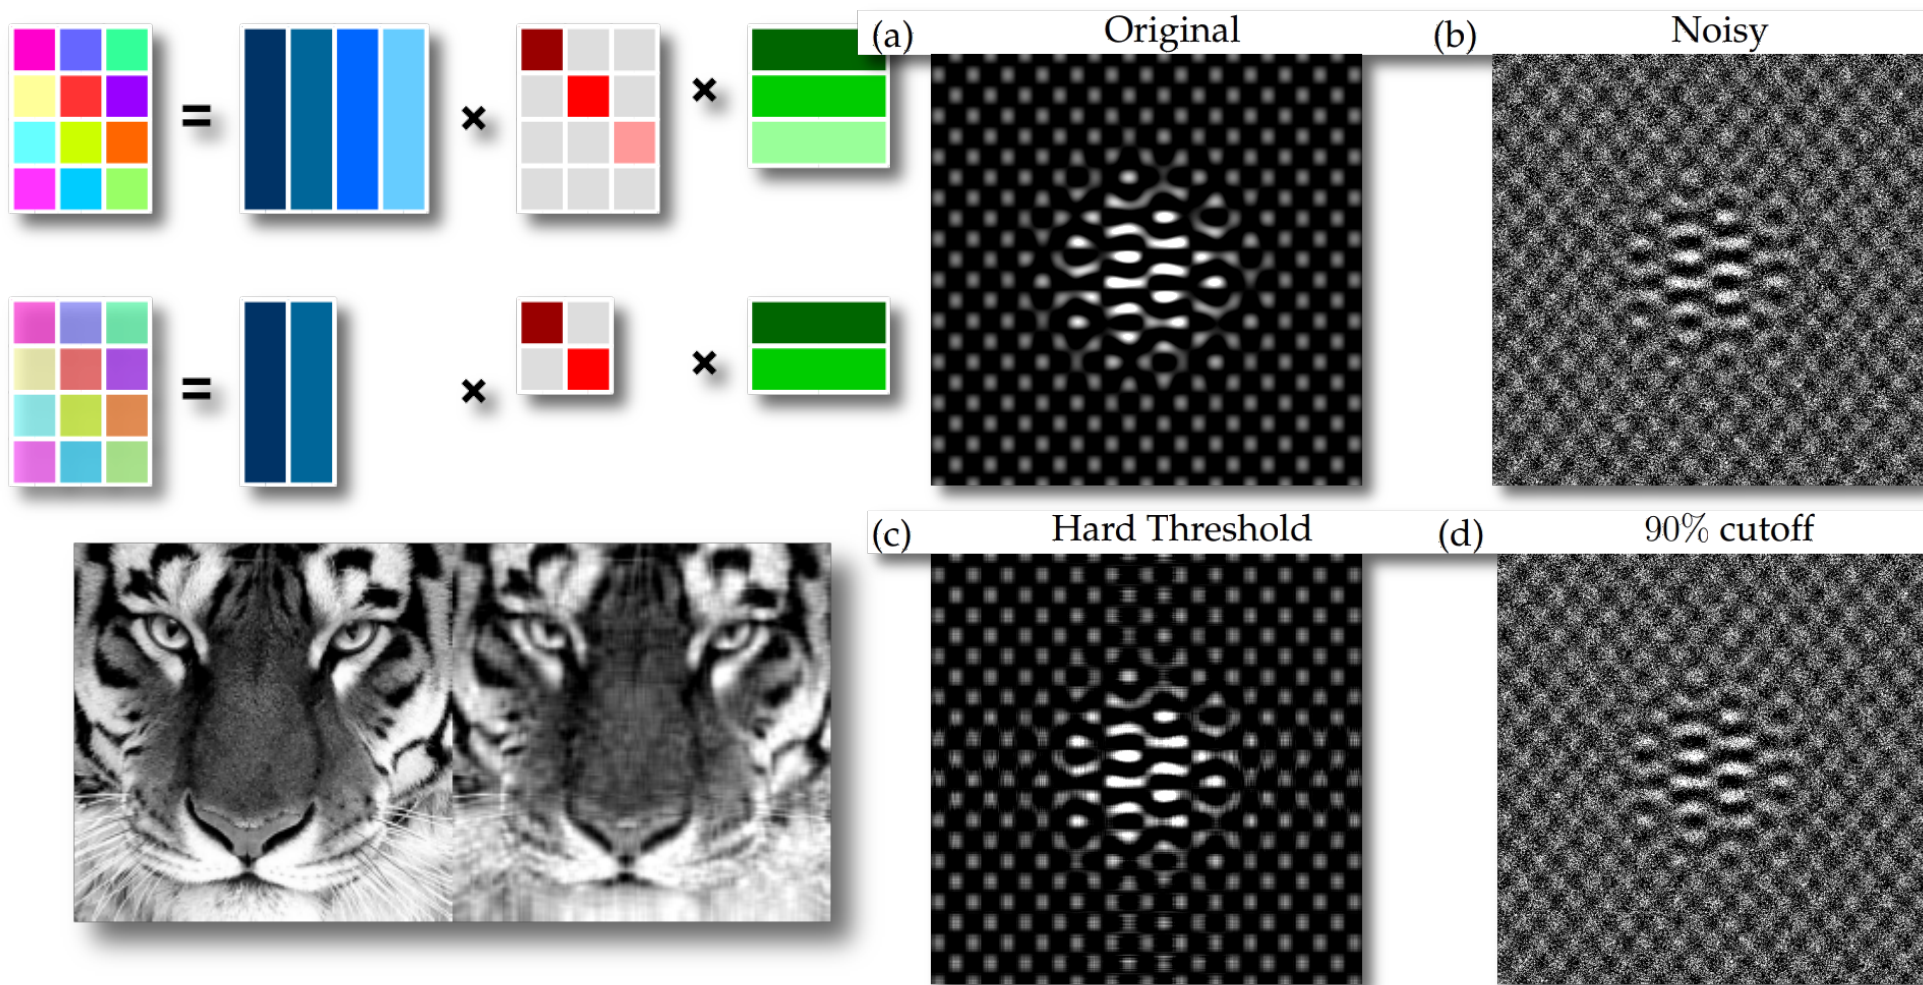 (a) Original
(b) Noisy
= × ×
= × ×
(c) Hard Threshold
(d) 90% cutoff